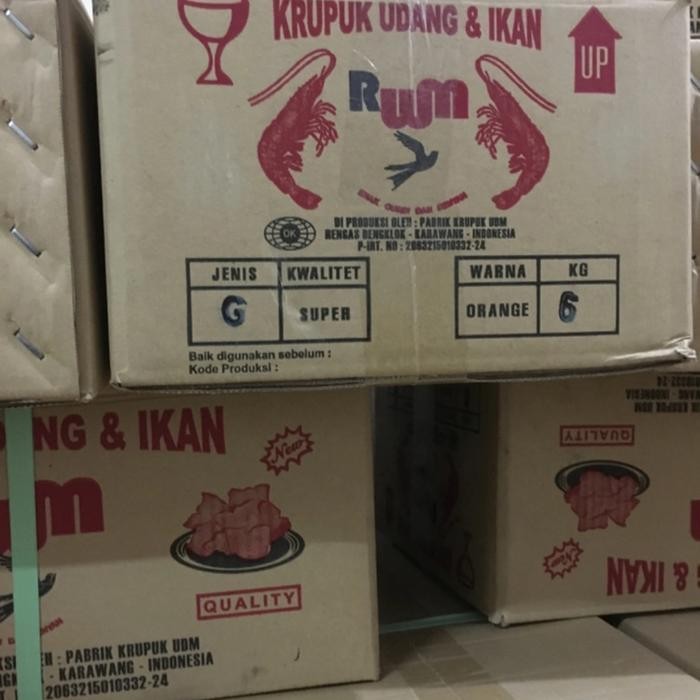 KRUPUK UDANG & IKAN
UP
RWM
OK
DI PRODUKSI OLEH : PABRIK KRUPUK UDM
RENGAS DENGKLOK - KARAWANG - INDONESIA
P-IRT. NO : 2063215010332-24
JENIS KWALITET
G SUPER
WARNA KG
ORANGE 6
Baik digunakan sebelum :
Kode Produksi :
NG & IKAN
New
QUALITY
: PABRIK KRUPUK UDM
- KARAWANG - INDONESIA
2063215010332-24
QUALITY
New
& IKAN